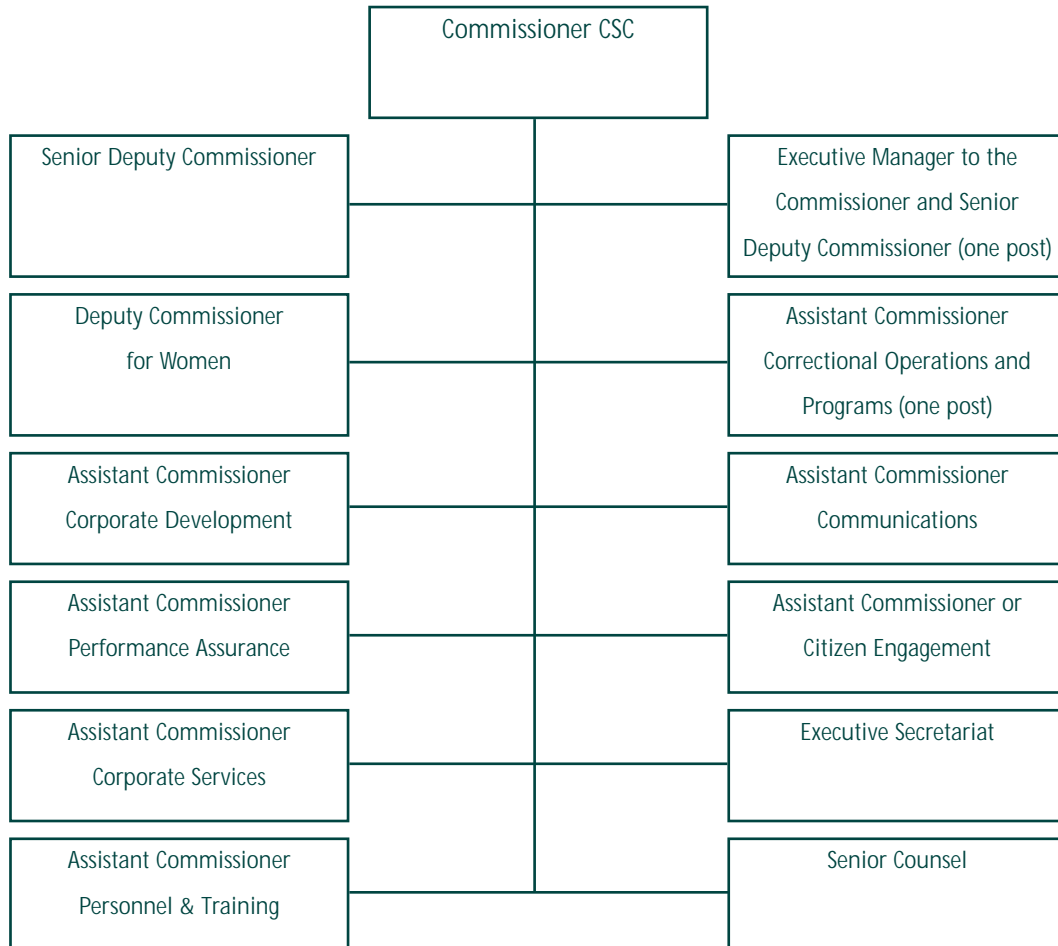 Commissioner CSC
Senior Deputy Commissioner
Executive Manager to the
Commissioner and Senior
Deputy Commissioner (one post)
Deputy Commissioner
for Women
Assistant Commissioner
Correctional Operations and
Programs (one post)
Assistant Commissioner
Corporate Development
Assistant Commissioner
Communications
Assistant Commissioner
Performance Assurance
Assistant Commissioner or
Citizen Engagement
Assistant Commissioner
Corporate Services
Executive Secretariat
Assistant Commissioner
Personnel & Training
Senior Counsel